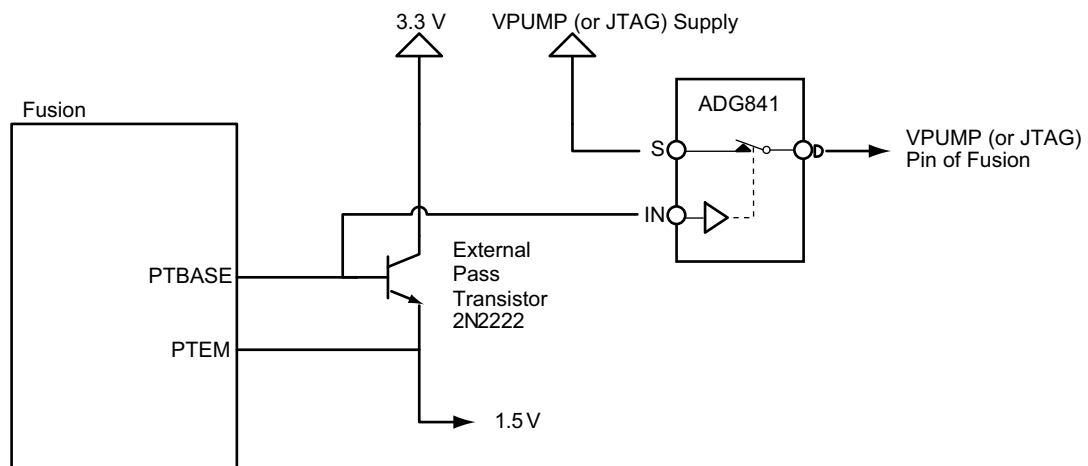 3.3 V
VPUMP (or JTAG) Supply
Fusion
ADG841
S
D
VPUMP (or JTAG)
Pin of Fusion
IN
External
Pass
Transistor
2N2222
PTBASE
PTEM
1.5 V